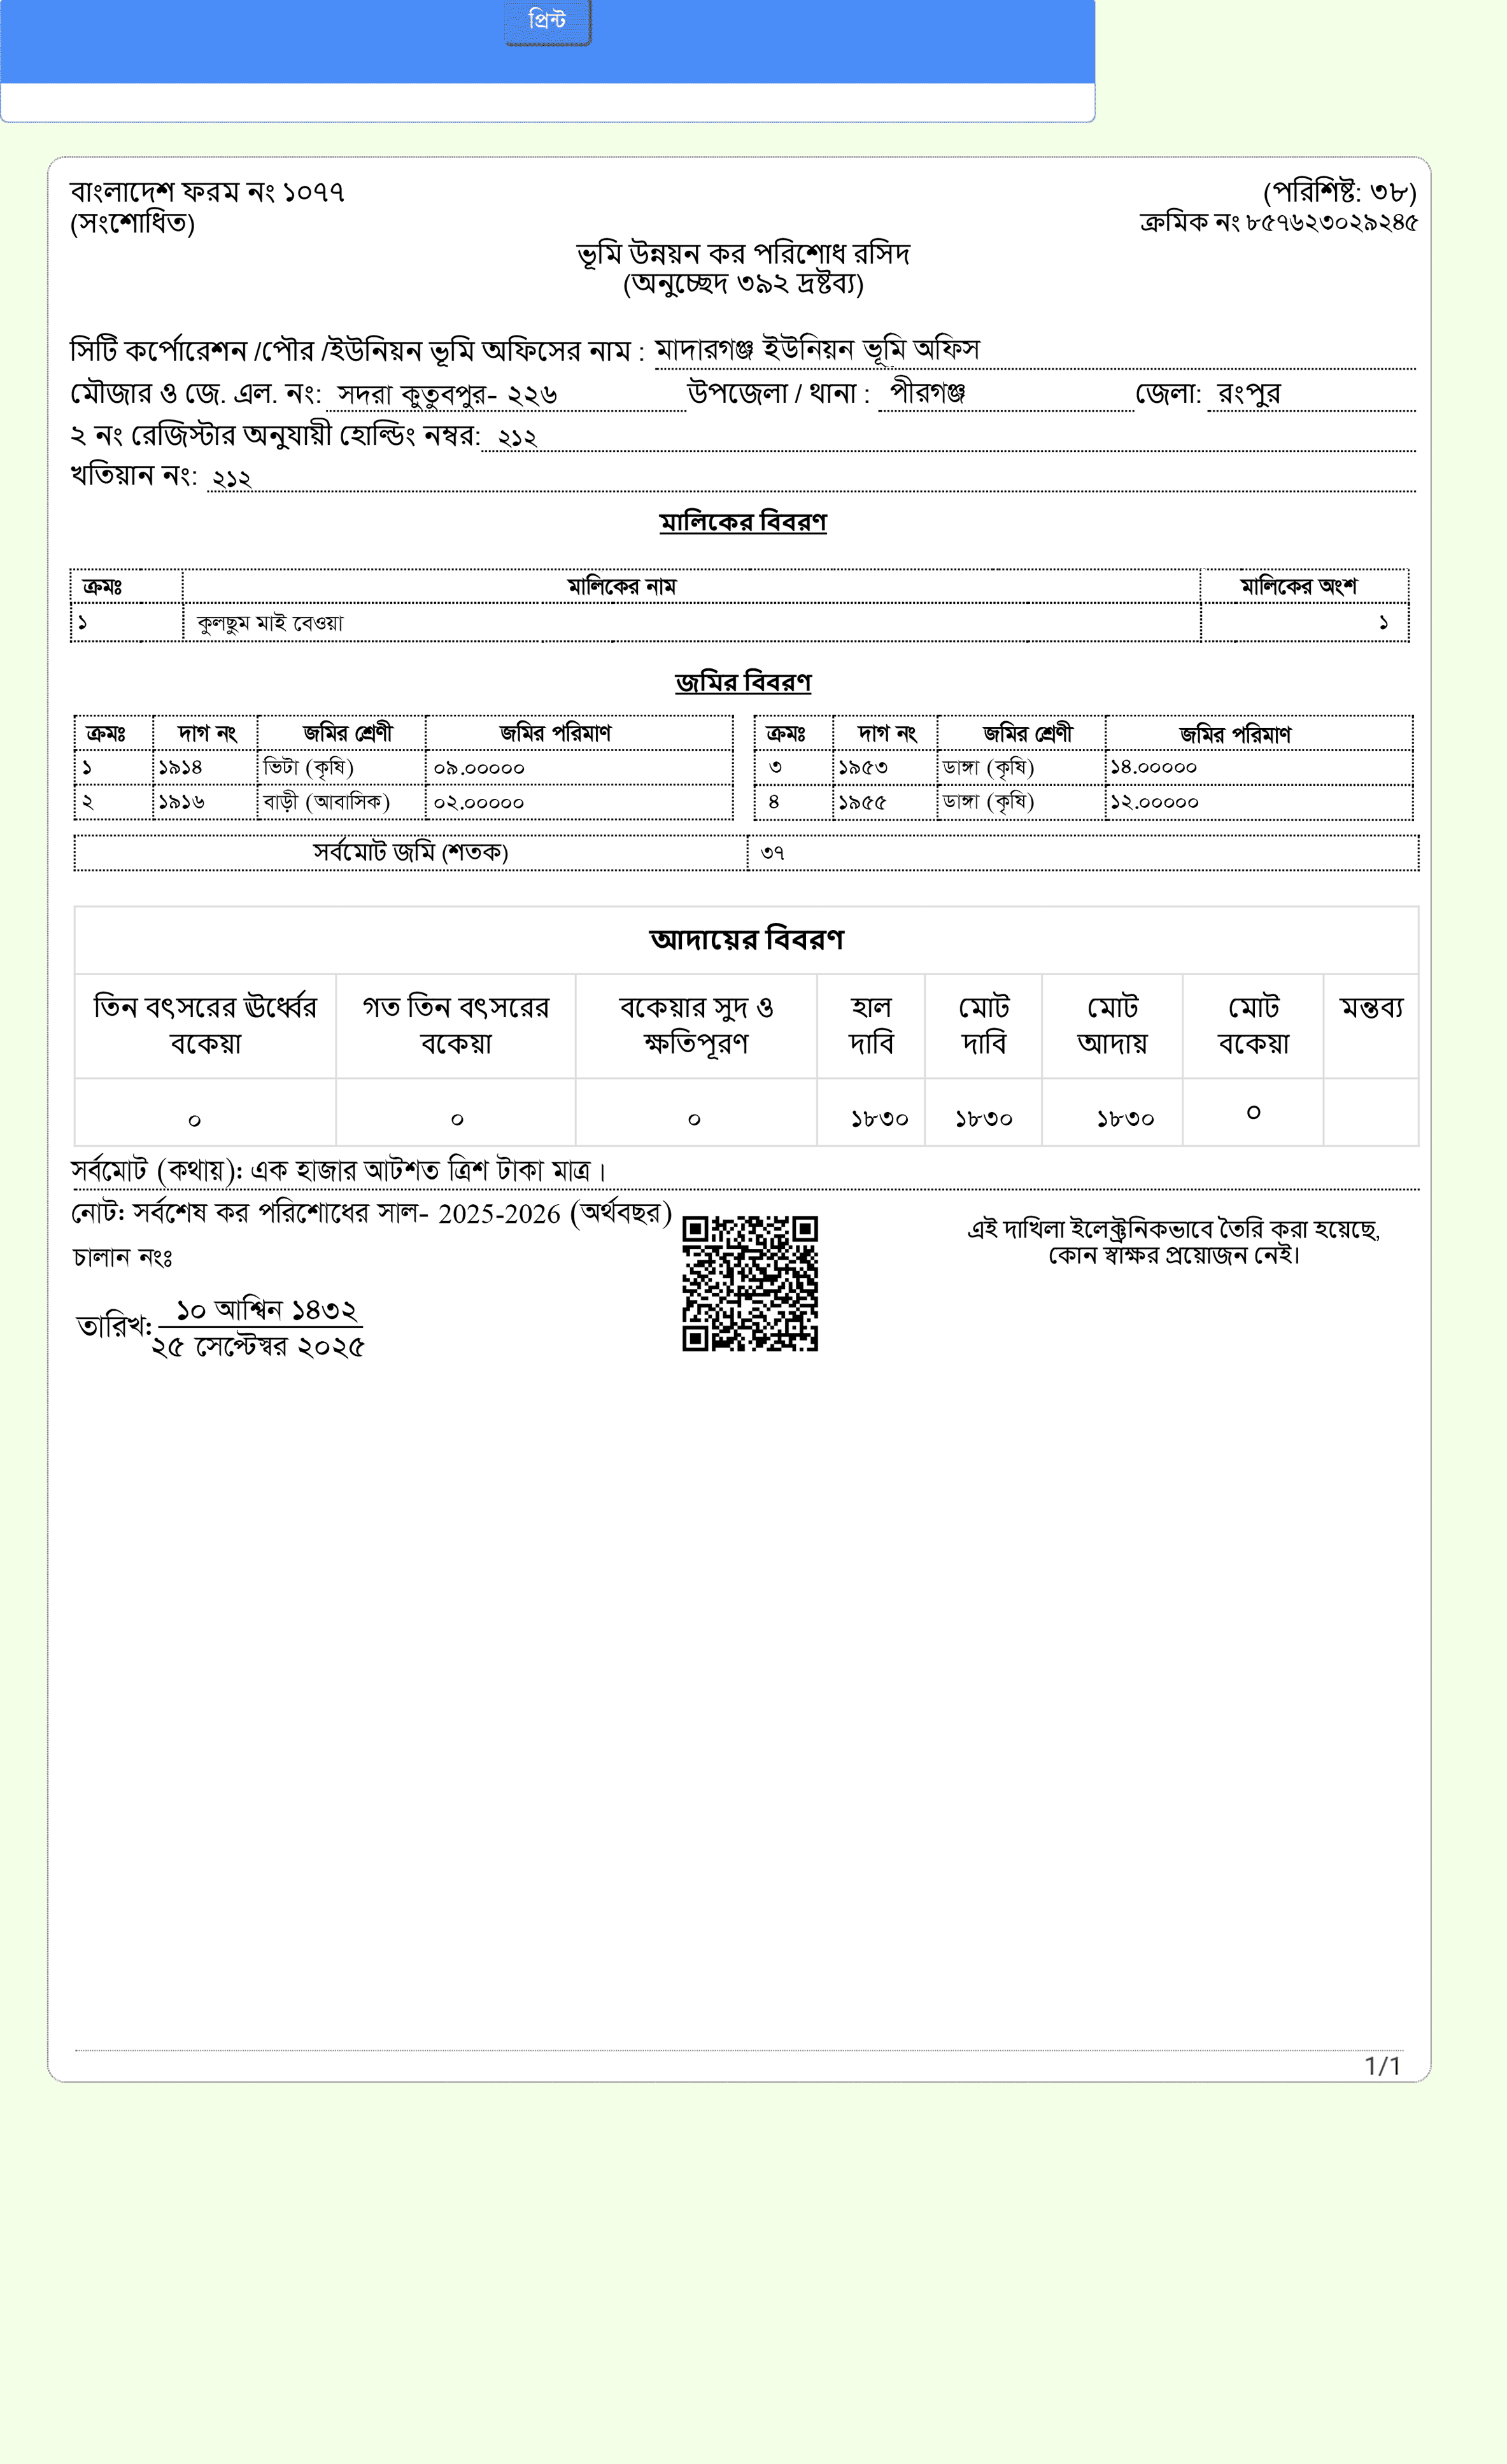 প্রিন্ট
বাংলাদেশ ফরম নং ১০৭৭ (পরিশিষ্ট: ৩৮)
(সংশোধিত) ক্রমিক নং ৮৫৭৬২৩০২৯২৪৫
ভূমি উন্নয়ন কর পরিশোধ রসিদ
(অনুচ্ছেদ ৩৯২ দ্রষ্টব্য)
সিটি কর্পোরেশন /পৌর /ইউনিয়ন ভূমি অফিসের নাম : মাদারগঞ্জ ইউনিয়ন ভূমি অফিস
মৌজার ও জে. এল. নং: সদরা কুতুবপুর- ২২৬ উপজেলা / থানা : পীরগঞ্জ জেলা: রংপুর
২ নং রেজিস্টার অনুযায়ী হোল্ডিং নম্বর: ২১২
খতিয়ান নং: ২১২
মালিকের বিবরণ
ক্রমঃ মালিকের নাম মালিকের অংশ
১ কুলছুম মাই বেওয়া ১
জমির বিবরণ
ক্রমঃ দাগ নং জমির শ্রেণী জমির পরিমাণ ক্রমঃ দাগ নং জমির শ্রেণী জমির পরিমাণ
১ ১৯১৪ ভিটা (কৃষি) ০৯.০০০০০ ৩ ১৯৫৩ ডাঙ্গা (কৃষি) ১৪.০০০০০
২ ১৯১৬ বাড়ী (আবাসিক) ০২.০০০০০ ৪ ১৯৫৫ ডাঙ্গা (কৃষি) ১২.০০০০০
সর্বমোট জমি (শতক) ৩৭
আদায়ের বিবরণ
তিন বৎসরের ঊর্ধ্বের গত তিন বৎসরের বকেয়ার সুদ ও হাল মোট মোট মোট মন্তব্য
বকেয়া বকেয়া ক্ষতিপূরণ দাবি দাবি আদায় বকেয়া
০ ০ ০ ১৮৩০ ১৮৩০ ১৮৩০ ০
সর্বমোট (কথায়): এক হাজার আটশত ত্রিশ টাকা মাত্র।
নোট: সর্বশেষ কর পরিশোধের সাল- 2025-2026 (অর্থবছর)
চালান নংঃ
এই দাখিলা ইলেক্ট্রনিকভাবে তৈরি করা হয়েছে,
কোন স্বাক্ষর প্রয়োজন নেই।
তারিখ: ১০ আশ্বিন ১৪৩২
২৫ সেপ্টেম্বর ২০২৫
1/1